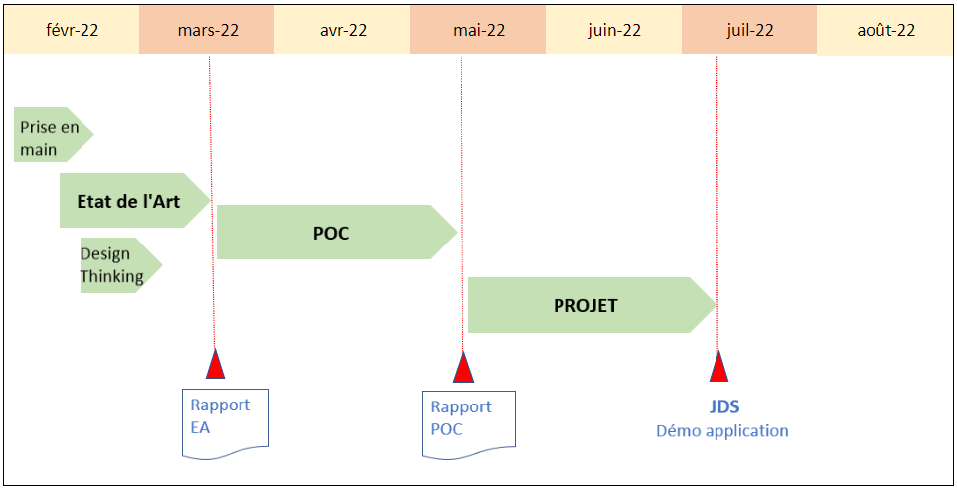 févr-22
mars-22
avr-22
mai-22
juin-22
juil-22
août-22
Prise en
main
Etat de l'Art
POC
Design
Thinking
PROJET
Rapport
EA
Rapport
POC
JDS
Démo application